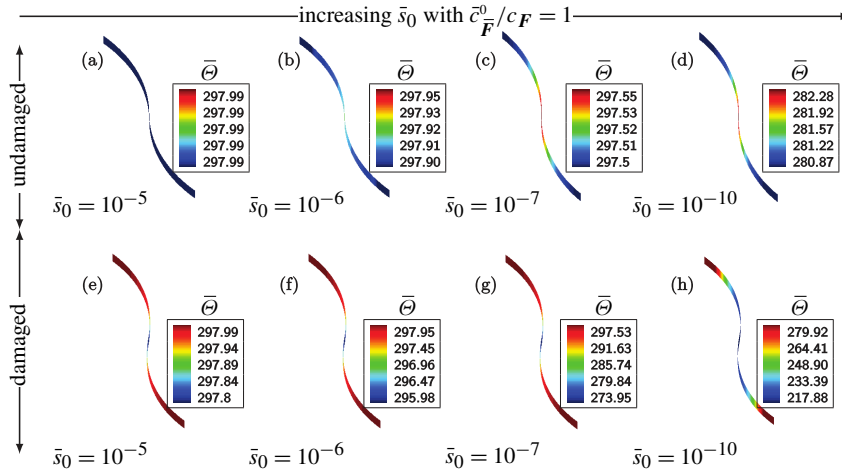 increasing s̄₀ with c̄⁰_F̄/c_F = 1
undamaged
(a) Θ̄
297.99
297.99
297.99
297.99
297.99
s̄₀ = 10⁻⁵
(b) Θ̄
297.95
297.93
297.92
297.91
297.90
s̄₀ = 10⁻⁶
(c) Θ̄
297.55
297.53
297.52
297.51
297.5
s̄₀ = 10⁻⁷
(d) Θ̄
282.28
281.92
281.57
281.22
280.87
s̄₀ = 10⁻¹⁰
damaged
(e) Θ̄
297.99
297.94
297.89
297.84
297.8
s̄₀ = 10⁻⁵
(f) Θ̄
297.95
297.45
296.96
296.47
295.98
s̄₀ = 10⁻⁶
(g) Θ̄
297.53
291.63
285.74
279.84
273.95
s̄₀ = 10⁻⁷
(h) Θ̄
279.92
264.41
248.90
233.39
217.88
s̄₀ = 10⁻¹⁰